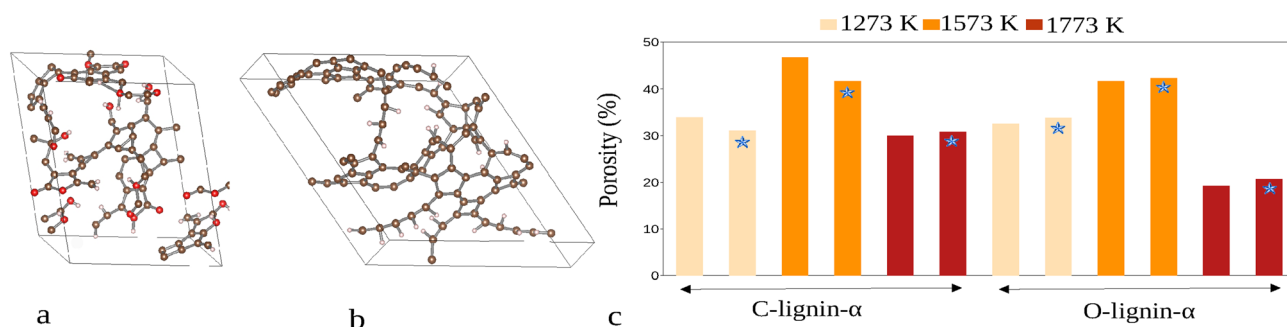 1273 K 1573 K 1773 K
50
40
30
20
10
0
Porosity (%)
C-lignin-α O-lignin-α
a b c